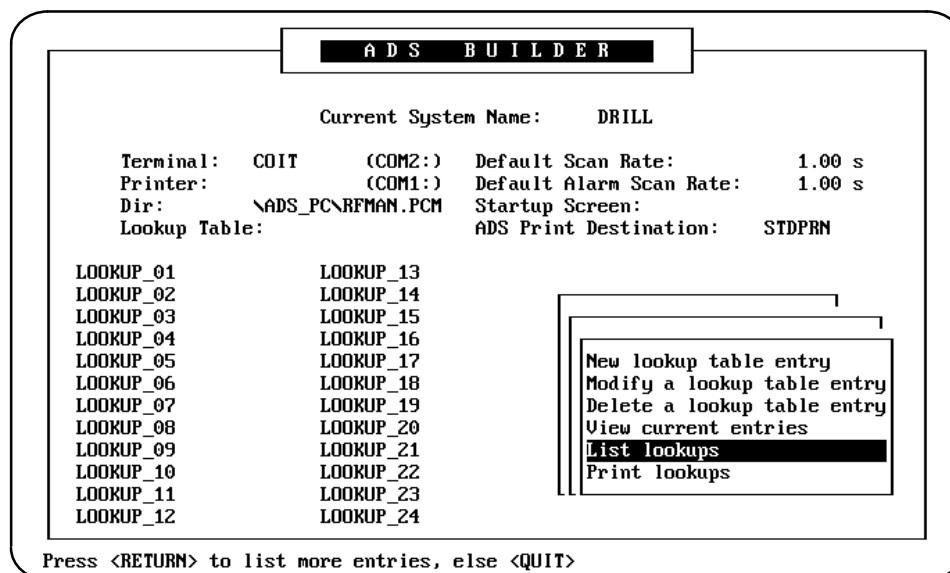 ADS BUILDER
Current System Name: DRILL
Terminal: COIT (COM2:) Default Scan Rate: 1.00 s
Printer: (COM1:) Default Alarm Scan Rate: 1.00 s
Dir: \ADS_PC\RFMAN.PCM Startup Screen:
Lookup Table: ADS Print Destination: STDPRN
LOOKUP_01 LOOKUP_13
LOOKUP_02 LOOKUP_14
LOOKUP_03 LOOKUP_15
LOOKUP_04 LOOKUP_16
LOOKUP_05 LOOKUP_17
LOOKUP_06 LOOKUP_18
LOOKUP_07 LOOKUP_19
LOOKUP_08 LOOKUP_20
LOOKUP_09 LOOKUP_21
LOOKUP_10 LOOKUP_22
LOOKUP_11 LOOKUP_23
LOOKUP_12 LOOKUP_24
New lookup table entry
Modify a lookup table entry
Delete a lookup table entry
View current entries
List lookups
Print lookups
Press <RETURN> to list more entries, else <QUIT>